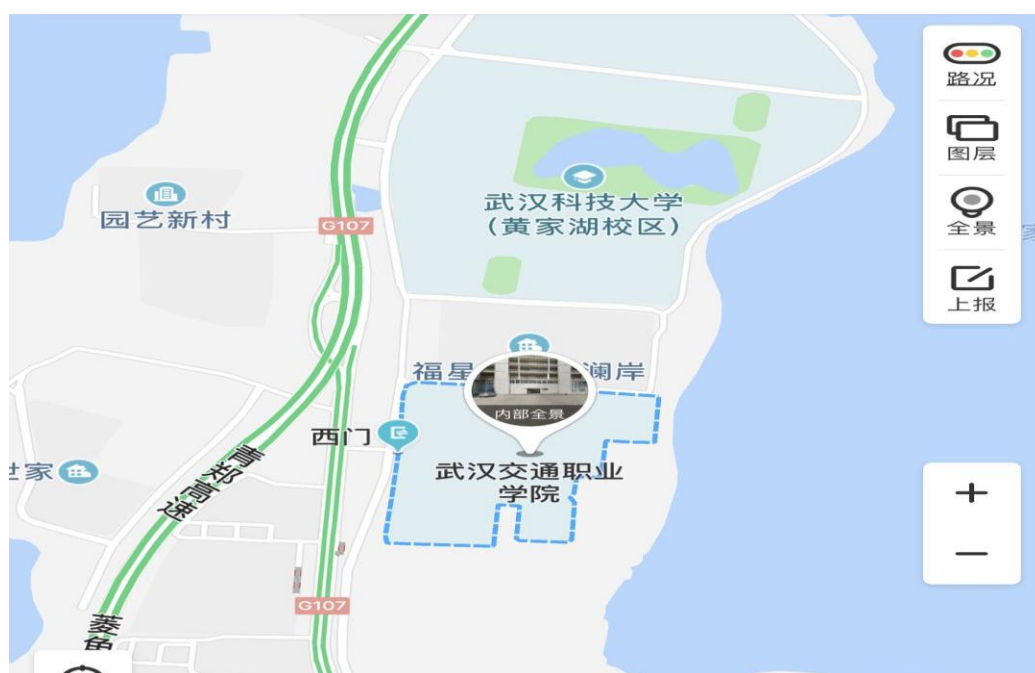 路况
图层
全景
上报
园艺新村
G107
武汉科技大学
(黄家湖校区)
福星
澜岸
内部全景
西门
武汉交通职业
学院
世家
青郑高速
G107
菱角